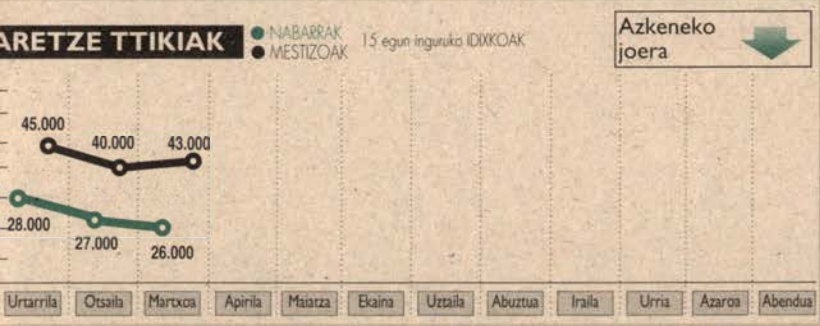 ARETZE TTIKIAK
NABARRAK
MESTIZOAK
15 egun inguruko IDIXKOAK
Azkeneko
joera
45.000
40.000
43.000
28.000
27.000
26.000
Urtarrila Otsaila Martxoa Apirila Maiatza Ekaina Uztaila Abuztua Iraila Urria Azaroa Abendua